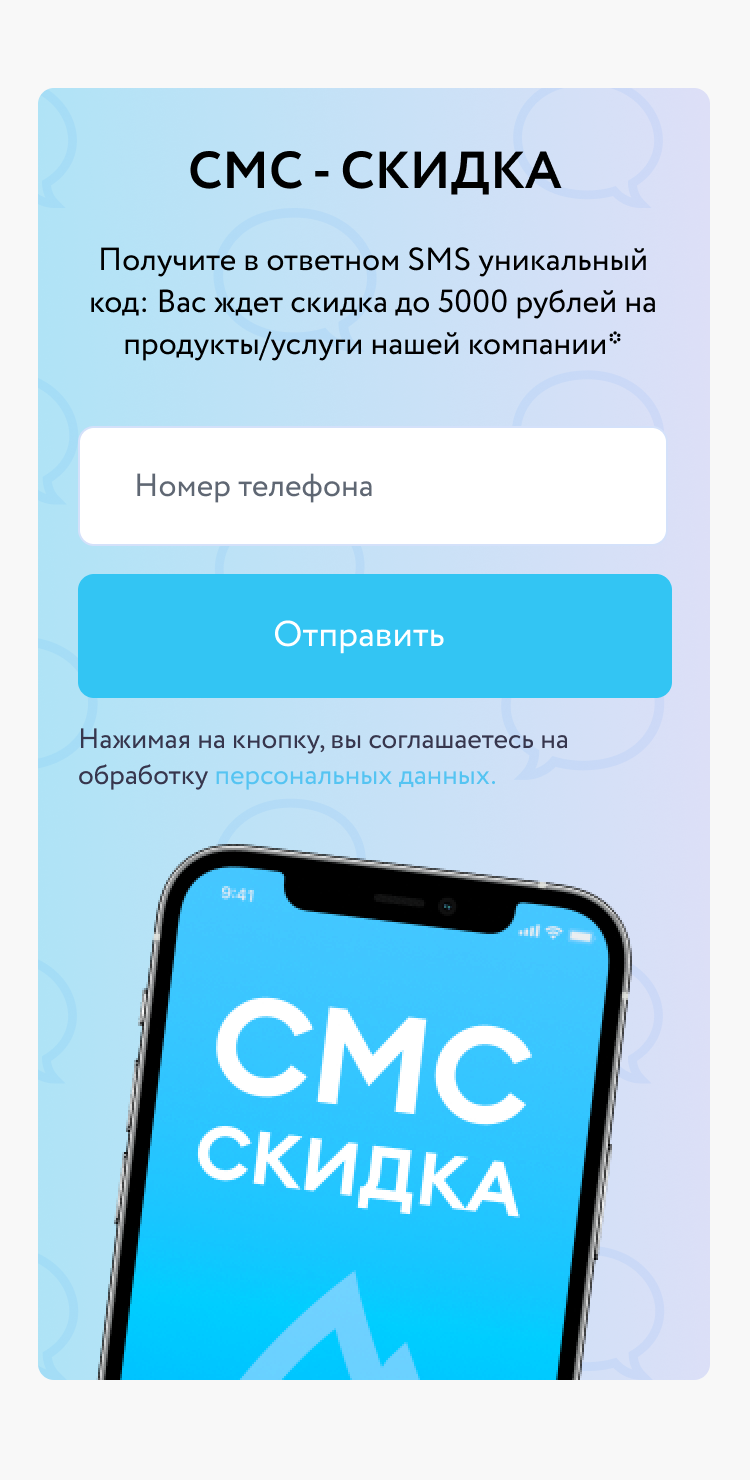 СМС - СКИДКА
Получите в ответном SMS уникальный
код: Вас ждет скидка до 5000 рублей на
продукты/услуги нашей компании*
Номер телефона
Отправить
Нажимая на кнопку, вы соглашаетесь на
обработку персональных данных.
9:41
СМС
СКИДКА